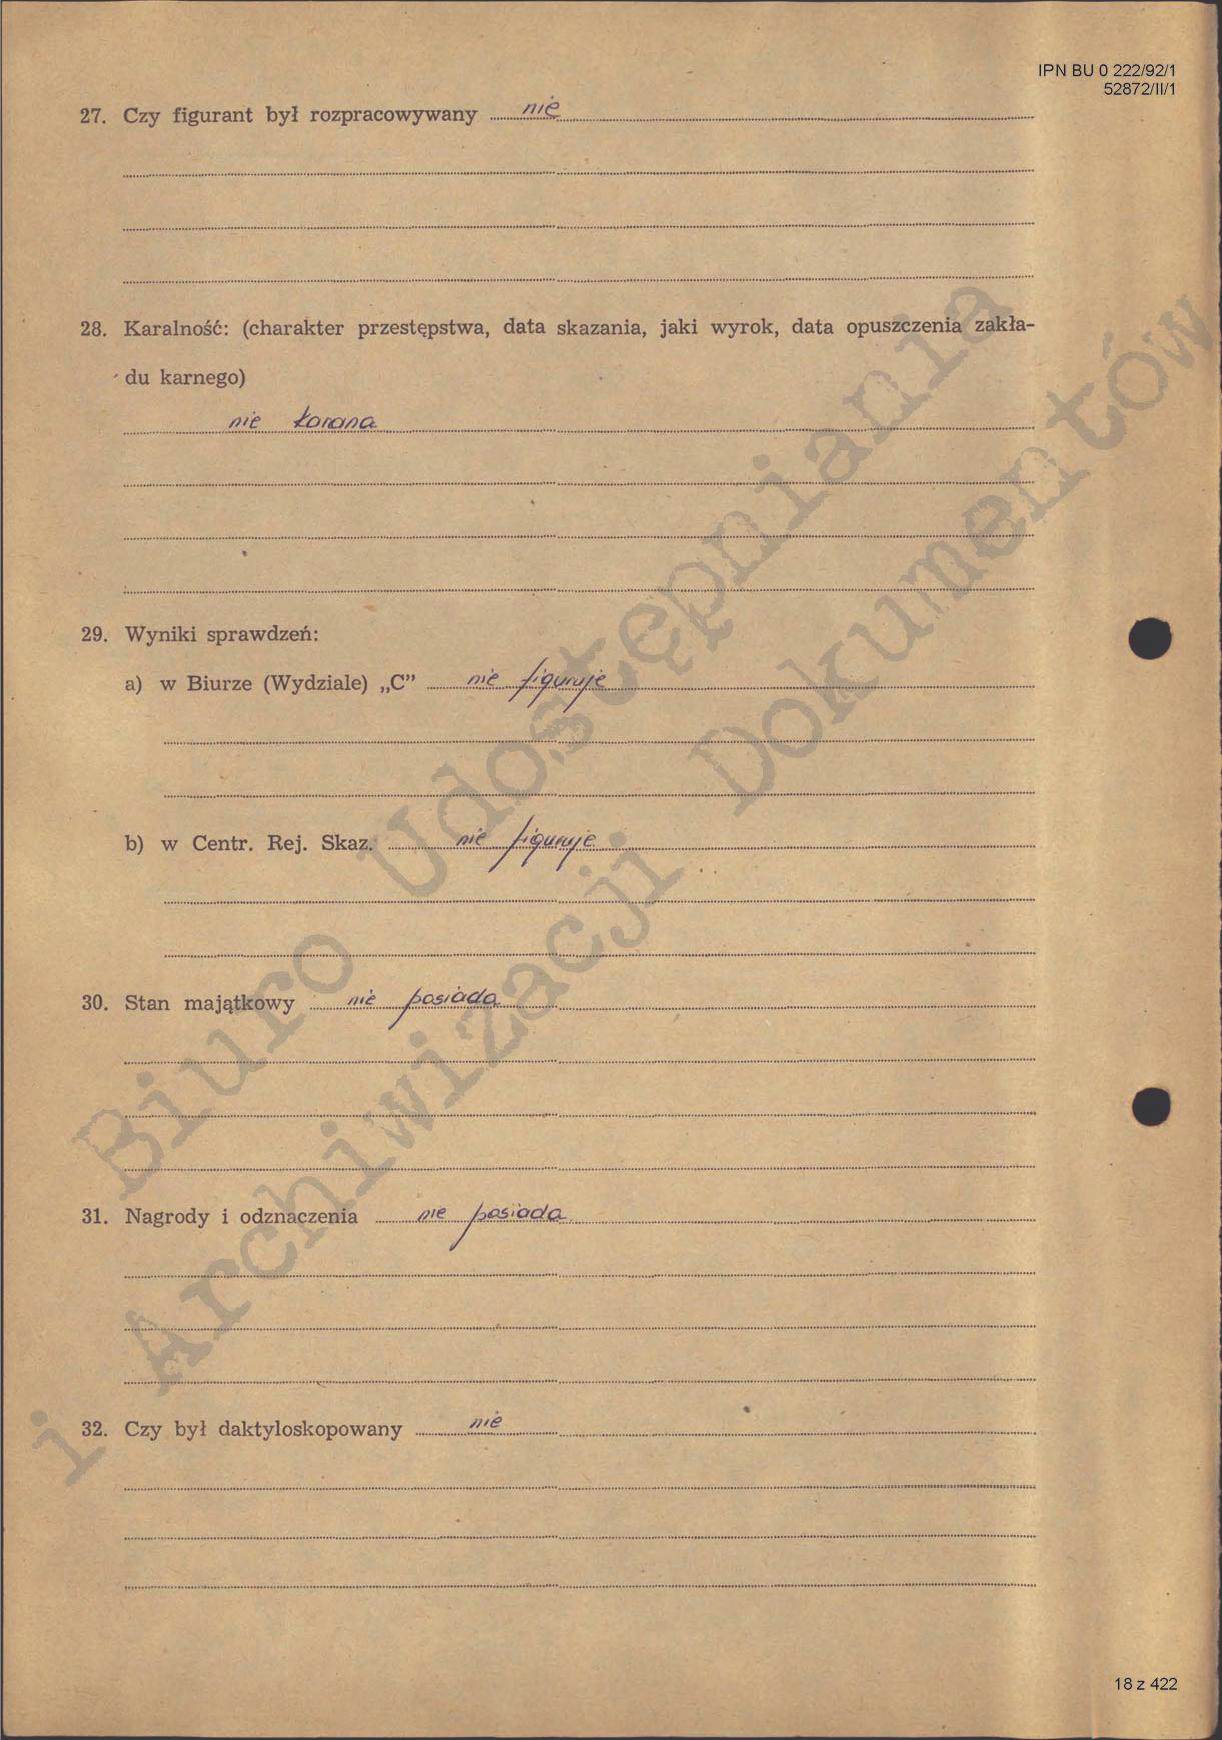 IPN BU 0 222/92/1
52872/II/1
27. Czy figurant był rozpracowywany nie
28. Karalność: (charakter przestępstwa, data skazania, jaki wyrok, data opuszczenia zakła-
du karnego)
nie karana
29. Wyniki sprawdzeń:
a) w Biurze (Wydziale) „C” nie figuruje
b) w Centr. Rej. Skaz. nie figuruje
30. Stan majątkowy nie posiada
31. Nagrody i odznaczenia nie posiada
32. Czy był daktyloskopowany nie
Biuro Udostępniania
i Archiwizacji Dokumentów
18 z 422